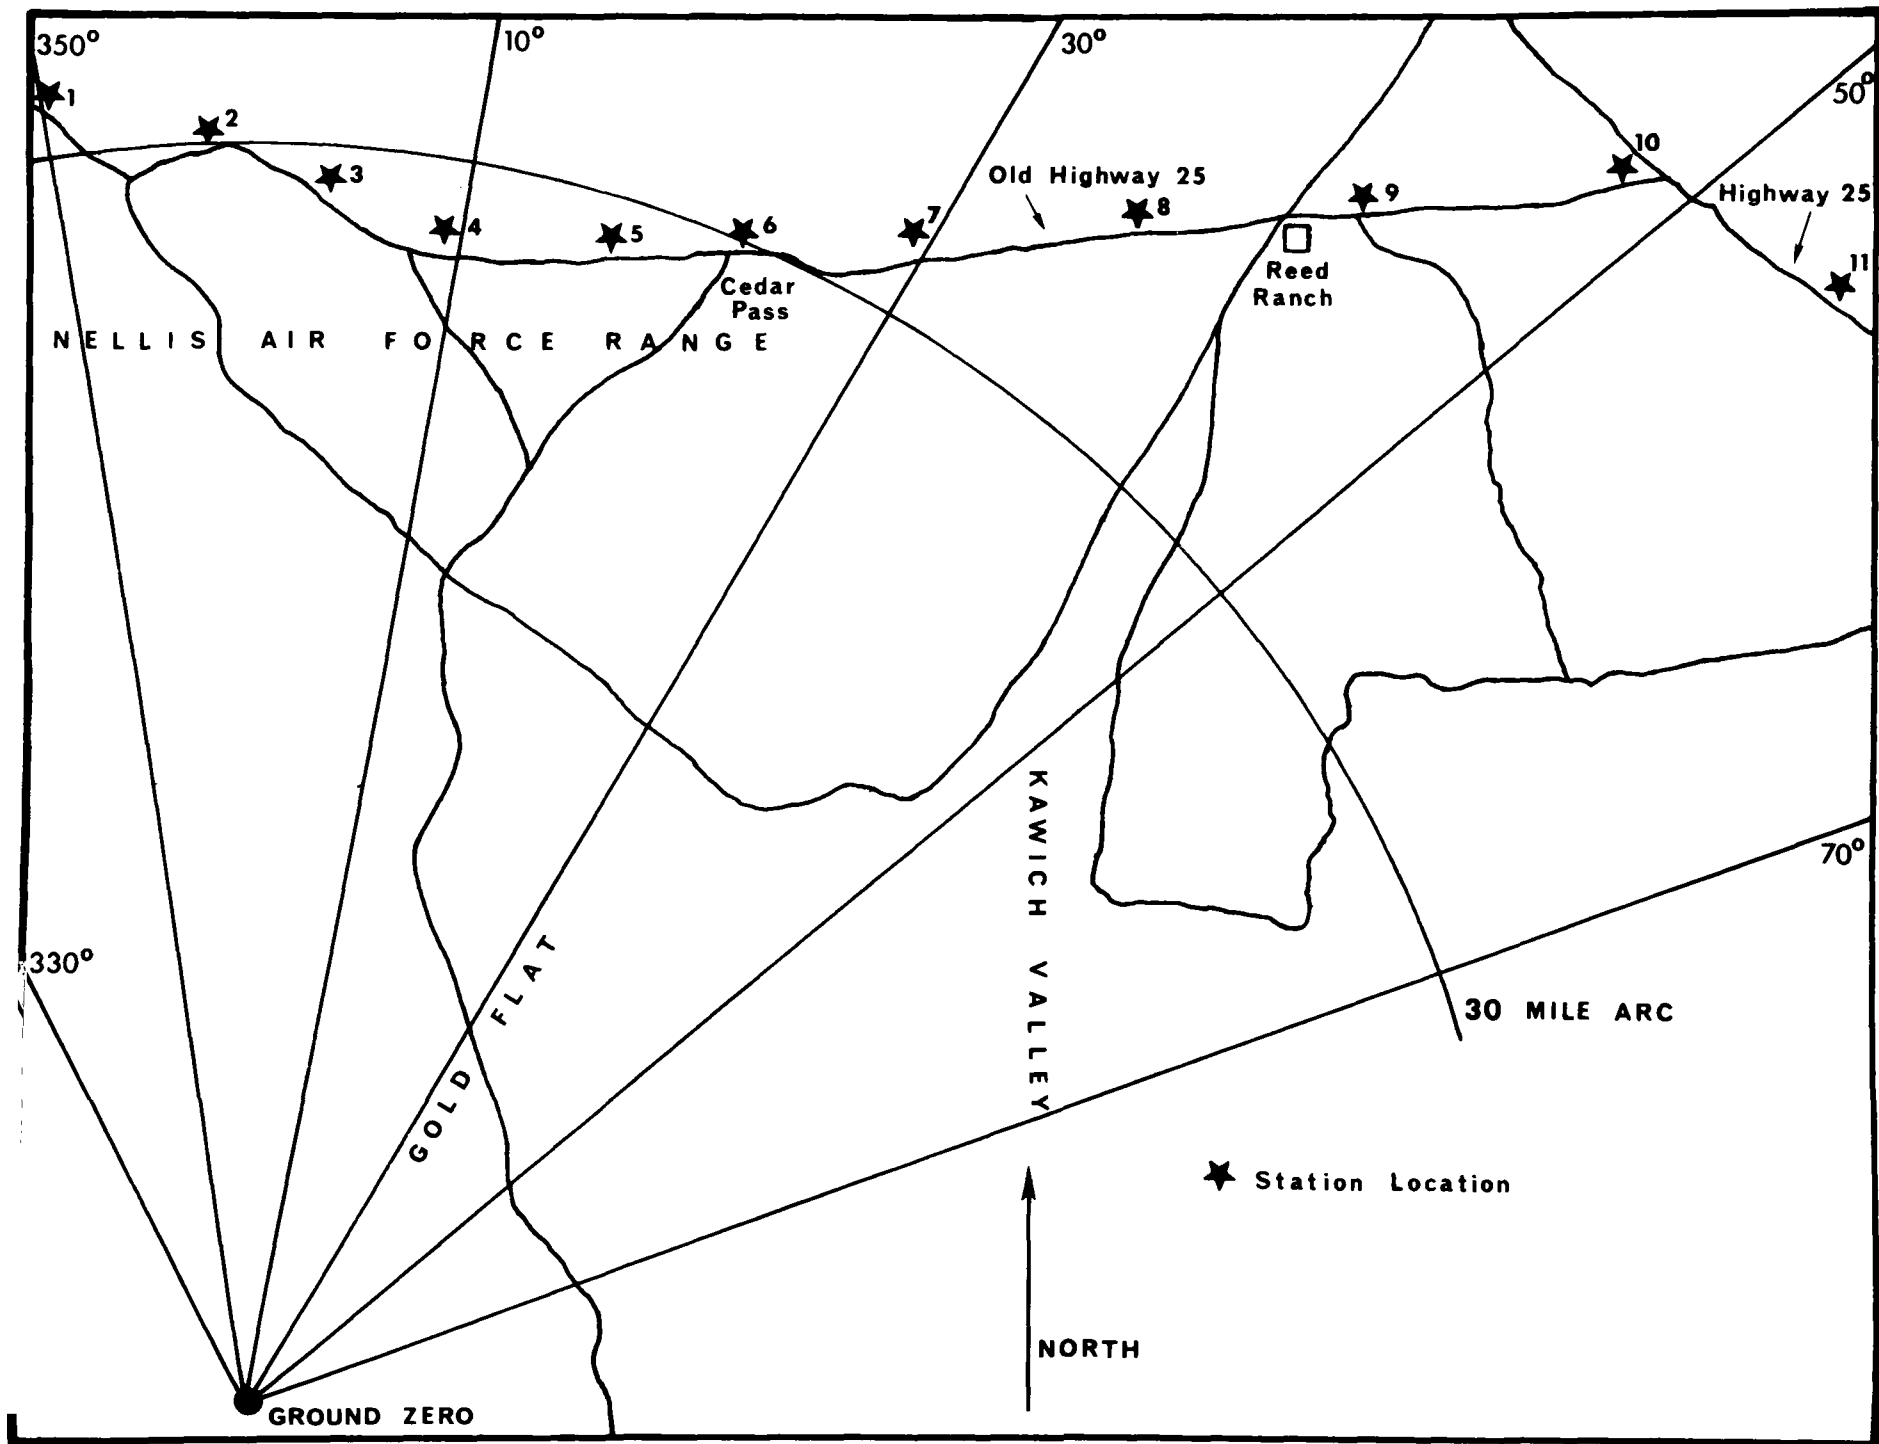 350°
10°
30°
50°
1
2
3
4
5
6
7
8
9
10
11
Old Highway 25
Highway 25
Cedar
Pass
Reed
Ranch
NELLIS AIR FORCE RANGE
KAWICH VALLEY
70°
330°
GOLD FLAT
30 MILE ARC
Station Location
NORTH
GROUND ZERO